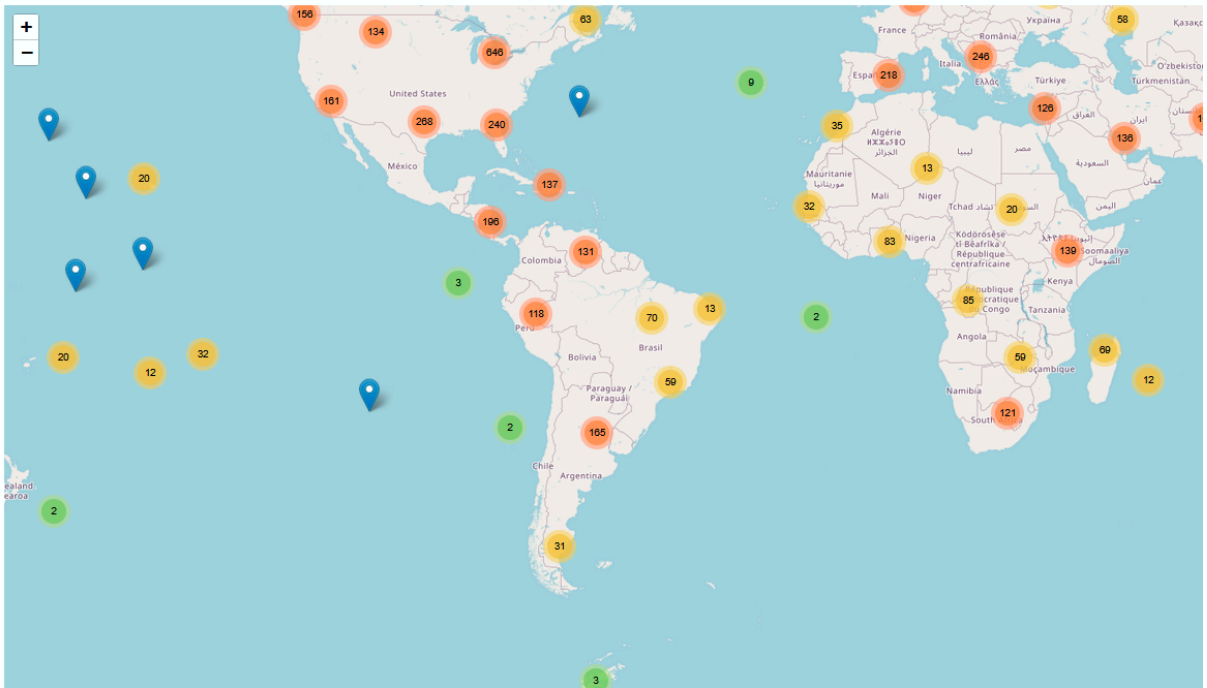 +
−
156
134
646
63
Україна
58
Қазақс
France
România
Italia
246
O'zbekiston
España
218
Ελλάς
Türkiye
Türkmenistan
United States
161
268
240
9
35
126
العراق
ایران
136
Algérie
ⵍⵣⵣⴰⵢⴻⵔ
الجزائر
ليبيا
مصر
السعودية
México
20
137
Mauritanie
موريتانيا
13
Mali
Niger
عمان
196
32
Tchad تشاد
20
اليمن
131
Colombia
83
Nigeria
Ködörösêse
tî Bêafrîka /
République
centrafricaine
139
Soomaaliya
الصومال
3
Kenya
118
Perú
70
13
2
85
République
démocratique
du Congo
Tanzania
Angola
20
12
32
Bolivia
Brasil
59
59
Moçambique
69
12
Paraguay /
Paraguái
Namibia
2
165
121
South Africa
Chile
Argentina
ealand
earoa
2
31
3